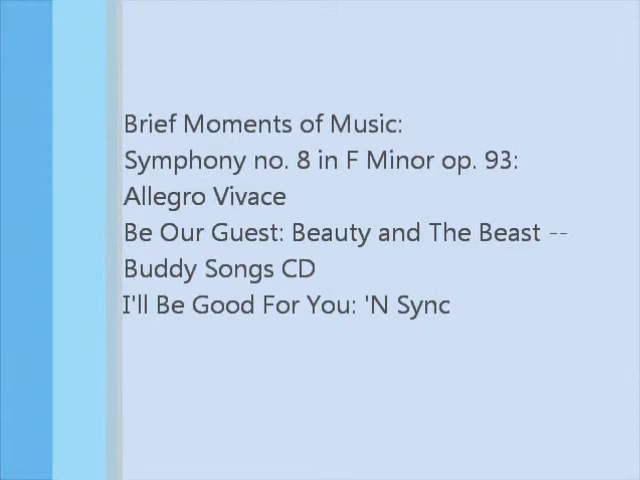 Brief Moments of Music:
Symphony no. 8 in F Minor op. 93:
Allegro Vivace
Be Our Guest: Beauty and The Beast --
Buddy Songs CD
I'll Be Good For You: 'N Sync